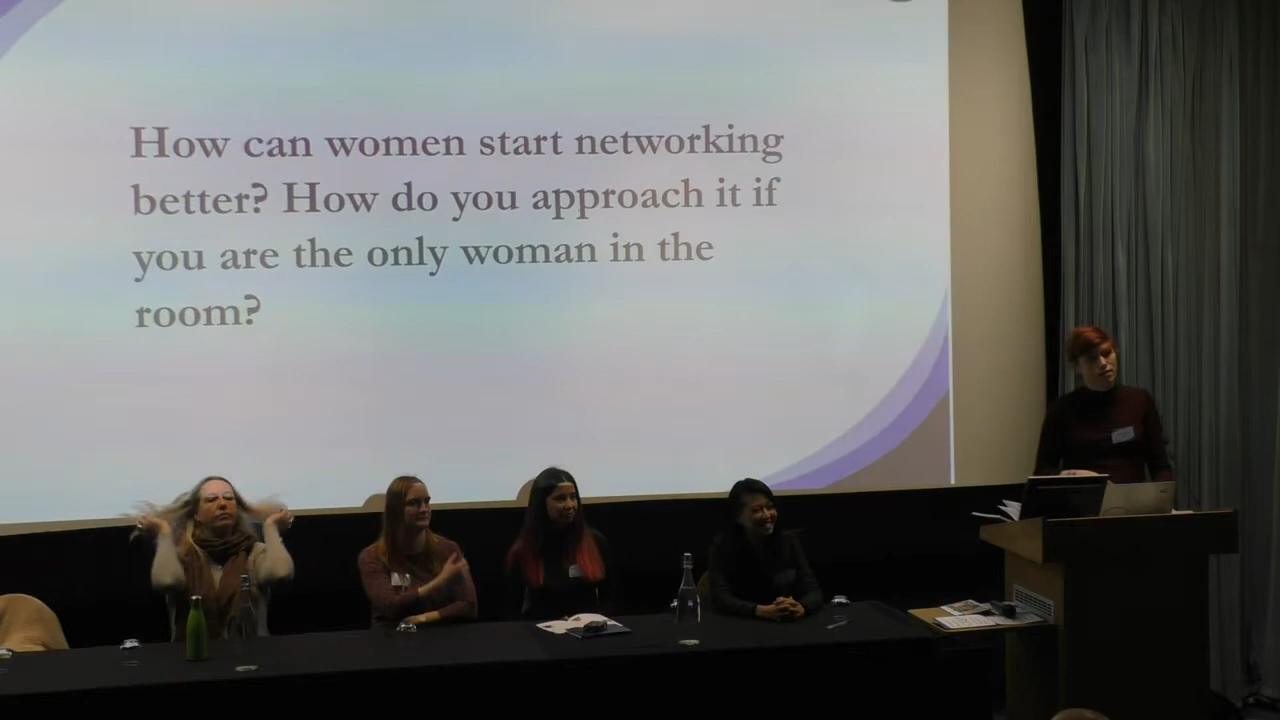 How can women start networking
better? How do you approach it if
you are the only woman in the
room?